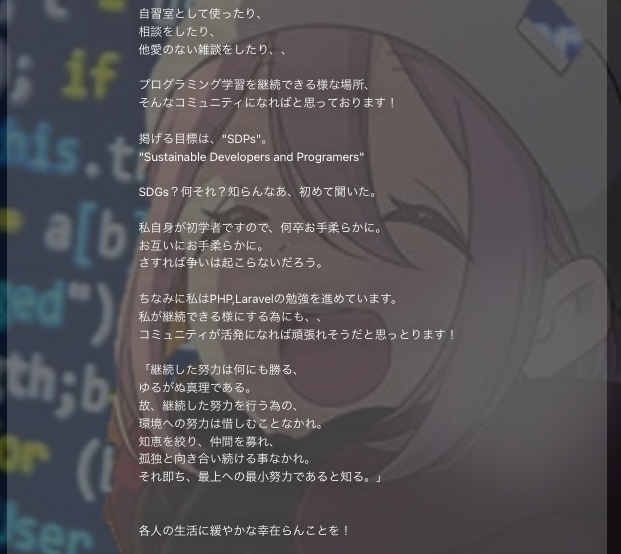 自習室として使ったり、
相談をしたり、
他愛のない雑談をしたり、、
プログラミング学習を継続できる様な場所、
そんなコミュニティになればと思っております！
掲げる目標は、"SDPs"。
"Sustainable Developers and Programers"
SDGs？何それ？知らんなあ、初めて聞いた。
私自身が初学者ですので、何卒お手柔らかに。
お互いにお手柔らかに。
さすれば争いは起こらないだろう。
ちなみに私はPHP,Laravelの勉強を進めています。
私が継続できる様にする為にも、、
コミュニティが活発になれば頑張れそうだと思っとります！
「継続した努力は何にも勝る、
ゆるがぬ真理である。
故、継続した努力を行う為の、
環境への努力は惜しむことなかれ。
知恵を絞り、仲間を募れ、
孤独と向き合い続ける事なかれ。
それ即ち、最上への最小努力であると知る。」
各人の生活に緩やかな幸在らんことを！
if
this.t
= a[b
ged")
th;b
or (
User